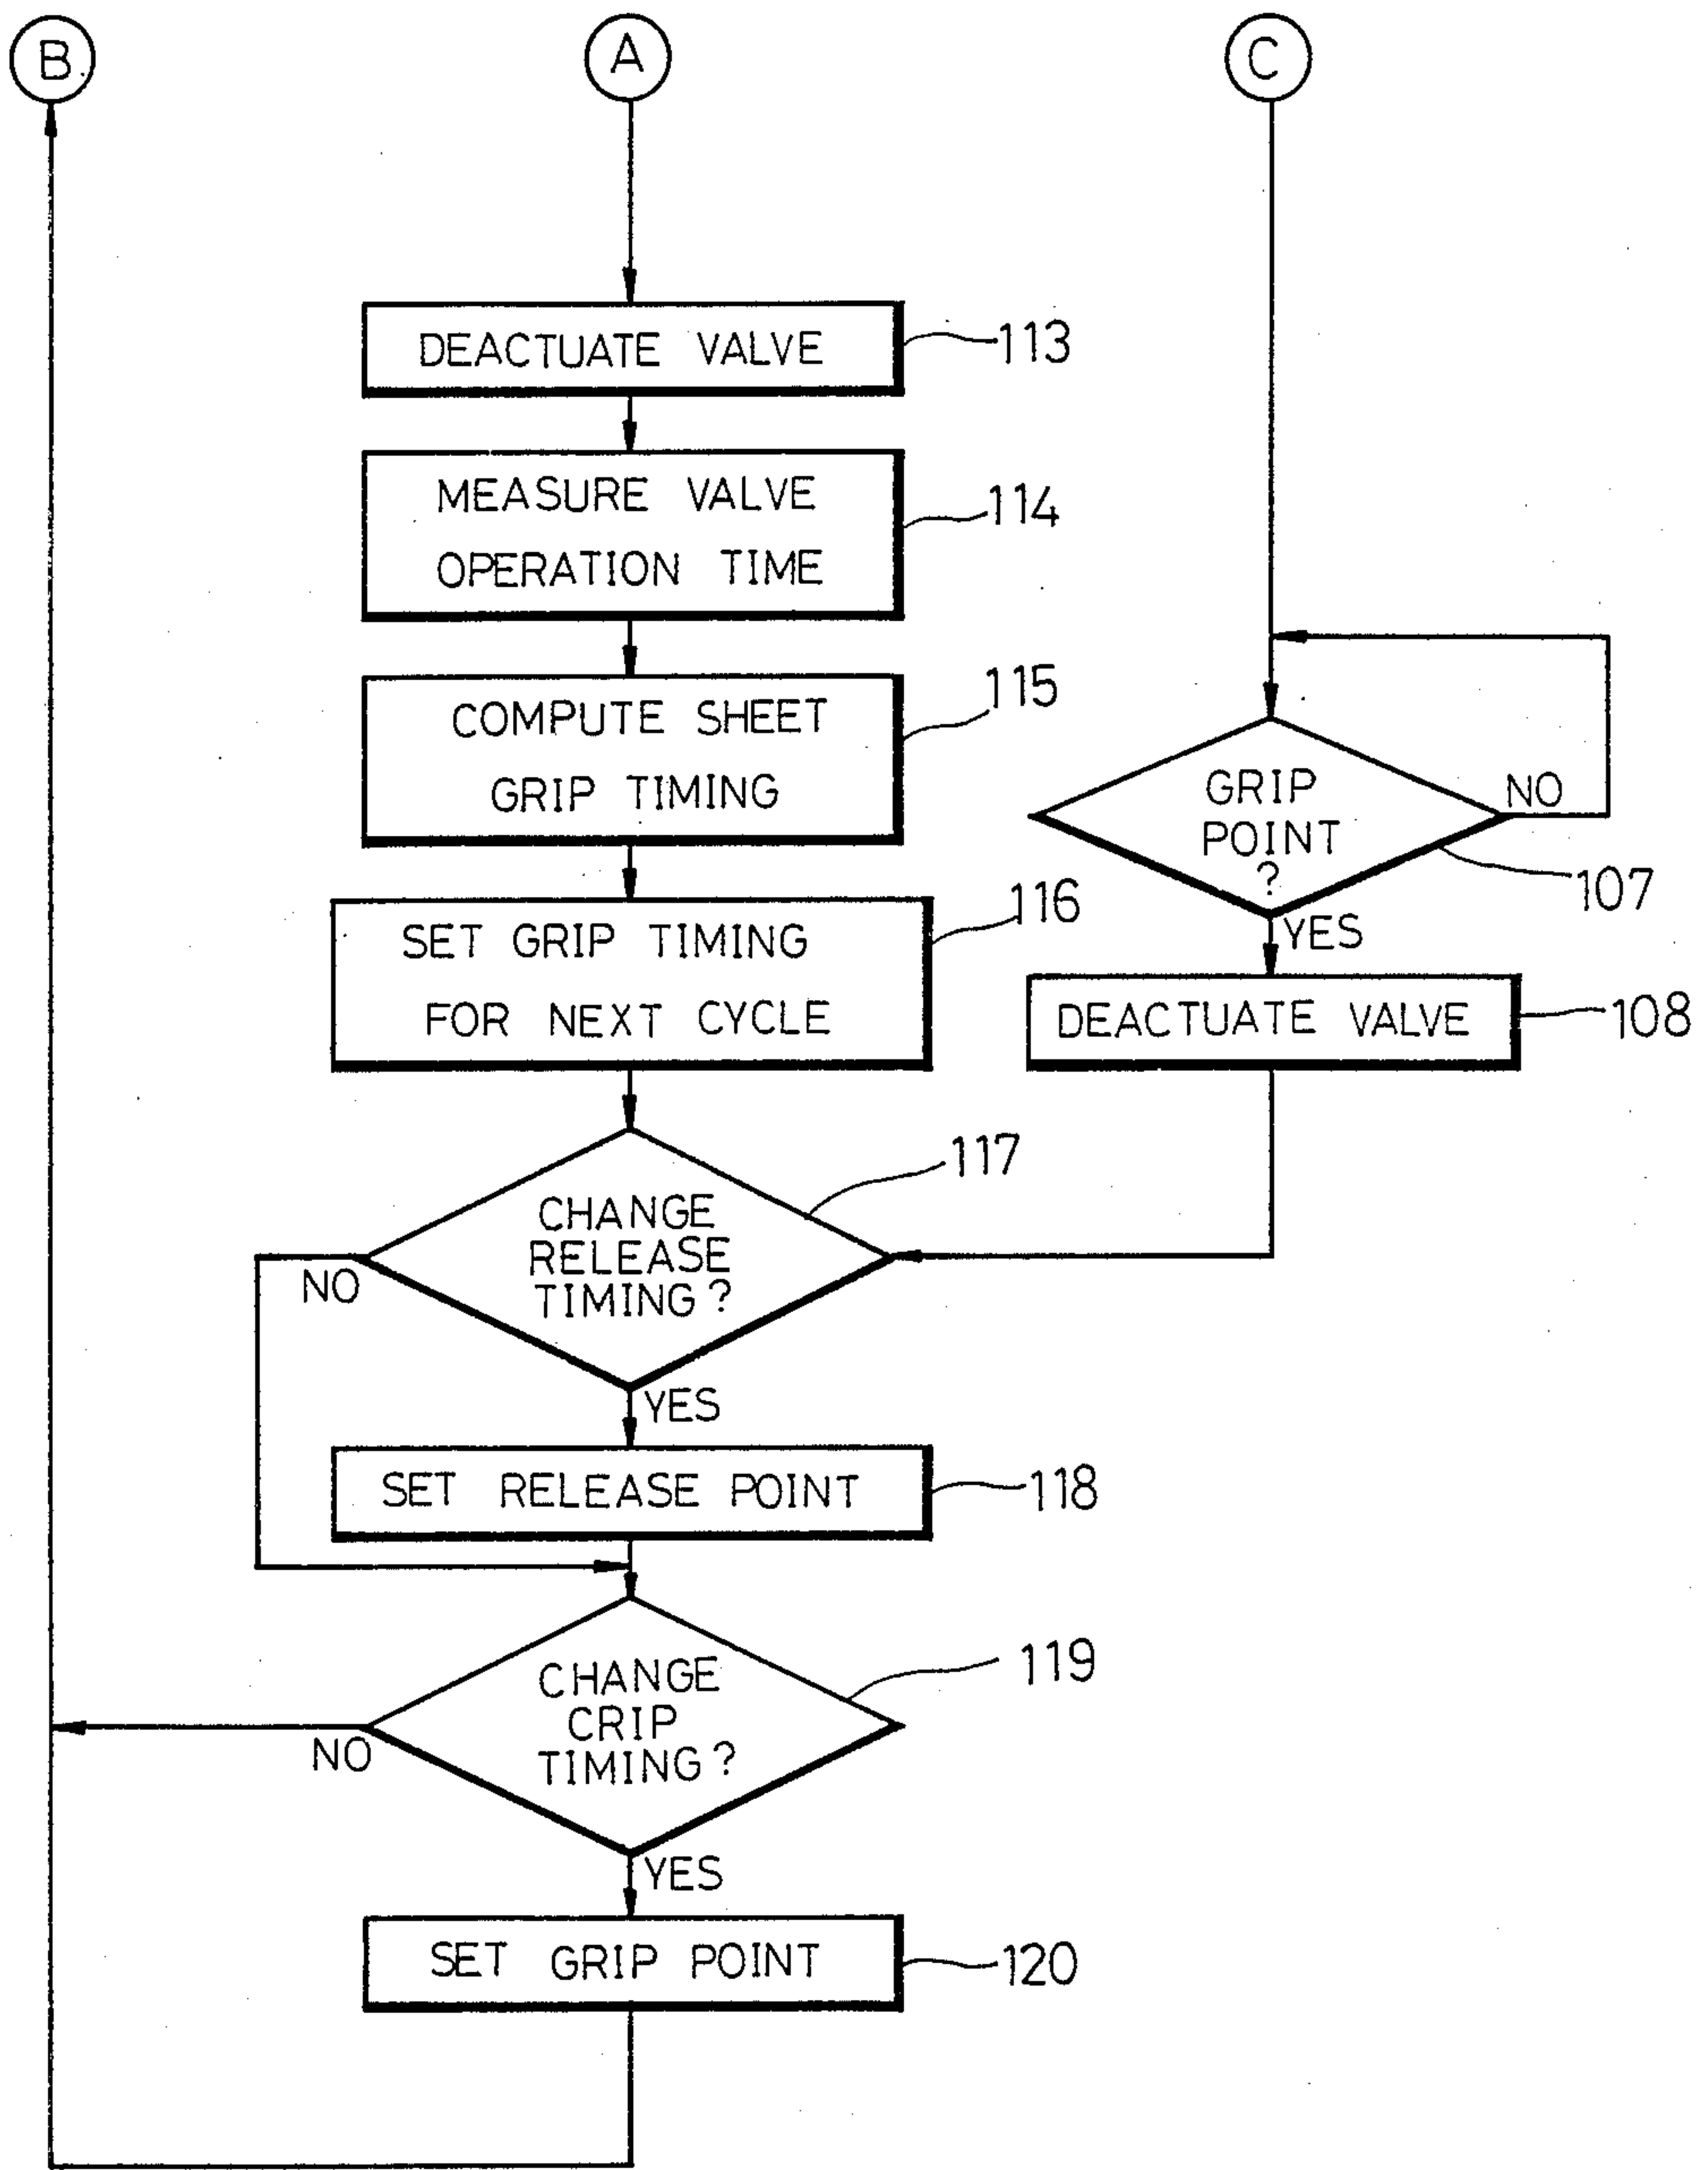 B
A
C
DEACTUATE VALVE
113
MEASURE VALVE
OPERATION TIME
114
COMPUTE SHEET
GRIP TIMING
115
SET GRIP TIMING
FOR NEXT CYCLE
116
GRIP
POINT
?
NO
107
YES
DEACTUATE VALVE
108
CHANGE
RELEASE
TIMING?
117
NO
YES
SET RELEASE POINT
118
CHANGE
CRIP
TIMING?
119
NO
YES
SET GRIP POINT
120